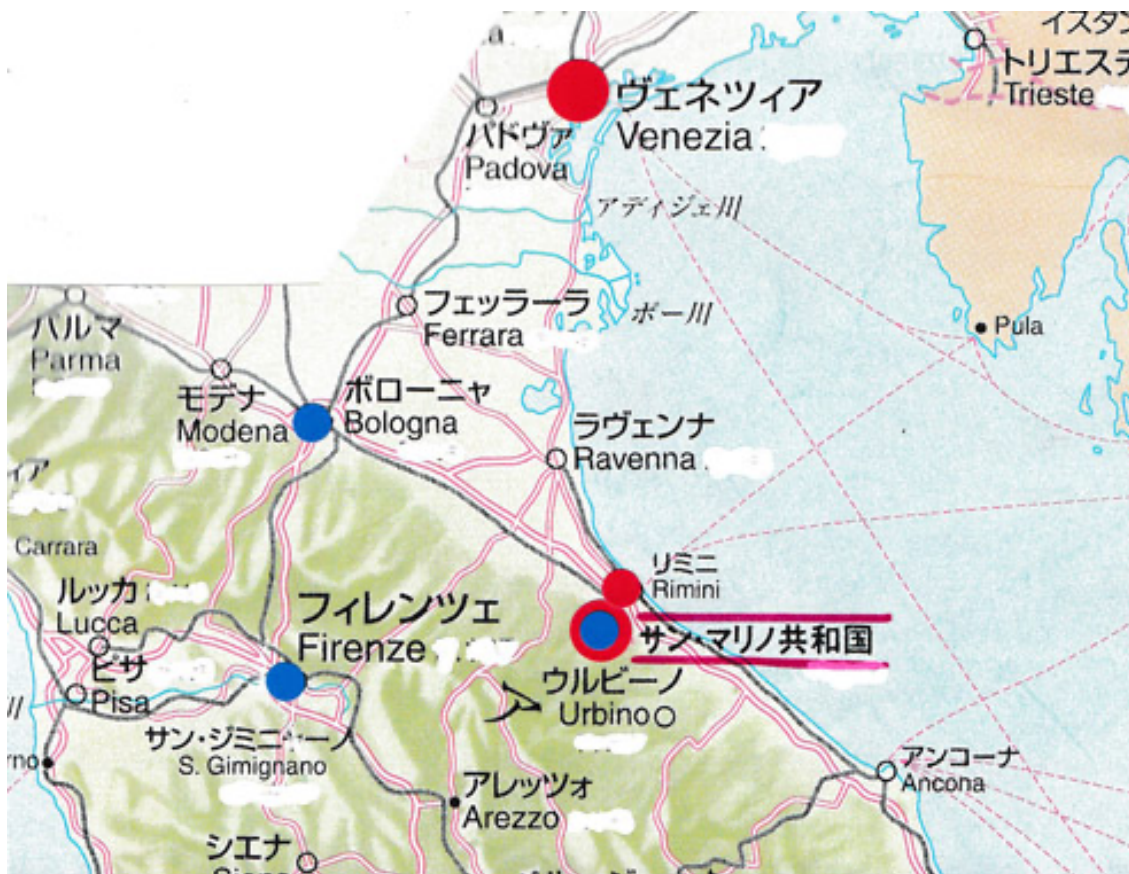 イスタン
トリエステ
Trieste
ヴェネツィア
Venezia
パドヴァ
Padova
アディジェ川
フェッラーラ
Ferrara
ポー川
Pula
パルマ
Parma
モデナ
Modena
ボローニャ
Bologna
ラヴェンナ
Ravenna
Carrara
リミニ
Rimini
ルッカ
Lucca
フィレンツェ
Firenze
サン・マリノ共和国
ピサ
Pisa
ウルビーノ
Urbino
サン・ジミニャーノ
S. Gimignano
アンコーナ
Ancona
アレッツォ
Arezzo
シエナ